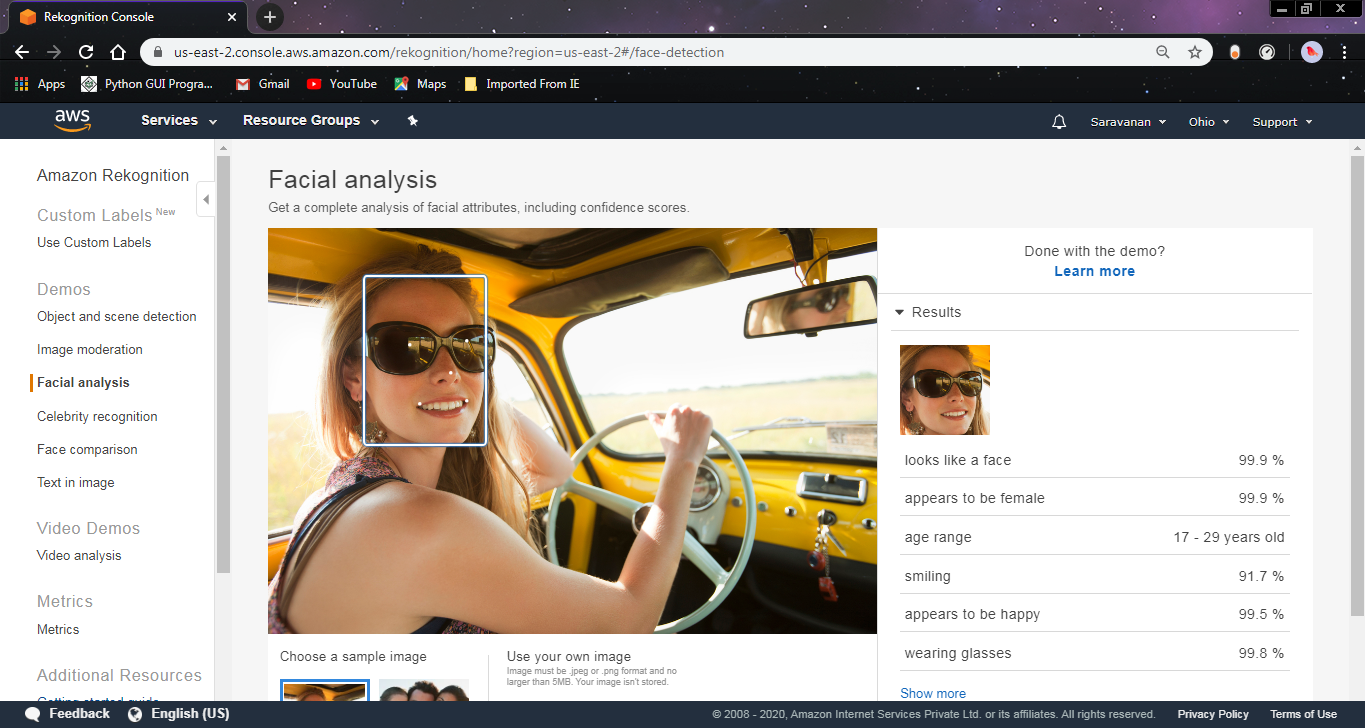 Rekognition Console
us-east-2.console.aws.amazon.com/rekognition/home?region=us-east-2#/face-detection
Apps Python GUI Progra... Gmail YouTube Maps Imported From IE
aws Services Resource Groups Saravanan Ohio Support
Amazon Rekognition
Custom Labels New
Use Custom Labels
Demos
Object and scene detection
Image moderation
Facial analysis
Celebrity recognition
Face comparison
Text in image
Video Demos
Video analysis
Metrics
Metrics
Additional Resources
Getting started guide
Facial analysis
Get a complete analysis of facial attributes, including confidence scores.
Choose a sample image
Use your own image
Image must be .jpeg or .png format and no
larger than 5MB. Your image isn't stored.
Done with the demo?
Learn more
Results
looks like a face 99.9 %
appears to be female 99.9 %
age range 17 - 29 years old
smiling 91.7 %
appears to be happy 99.5 %
wearing glasses 99.8 %
Show more
Feedback English (US) © 2008 - 2020, Amazon Internet Services Private Ltd. or its affiliates. All rights reserved. Privacy Policy Terms of Use